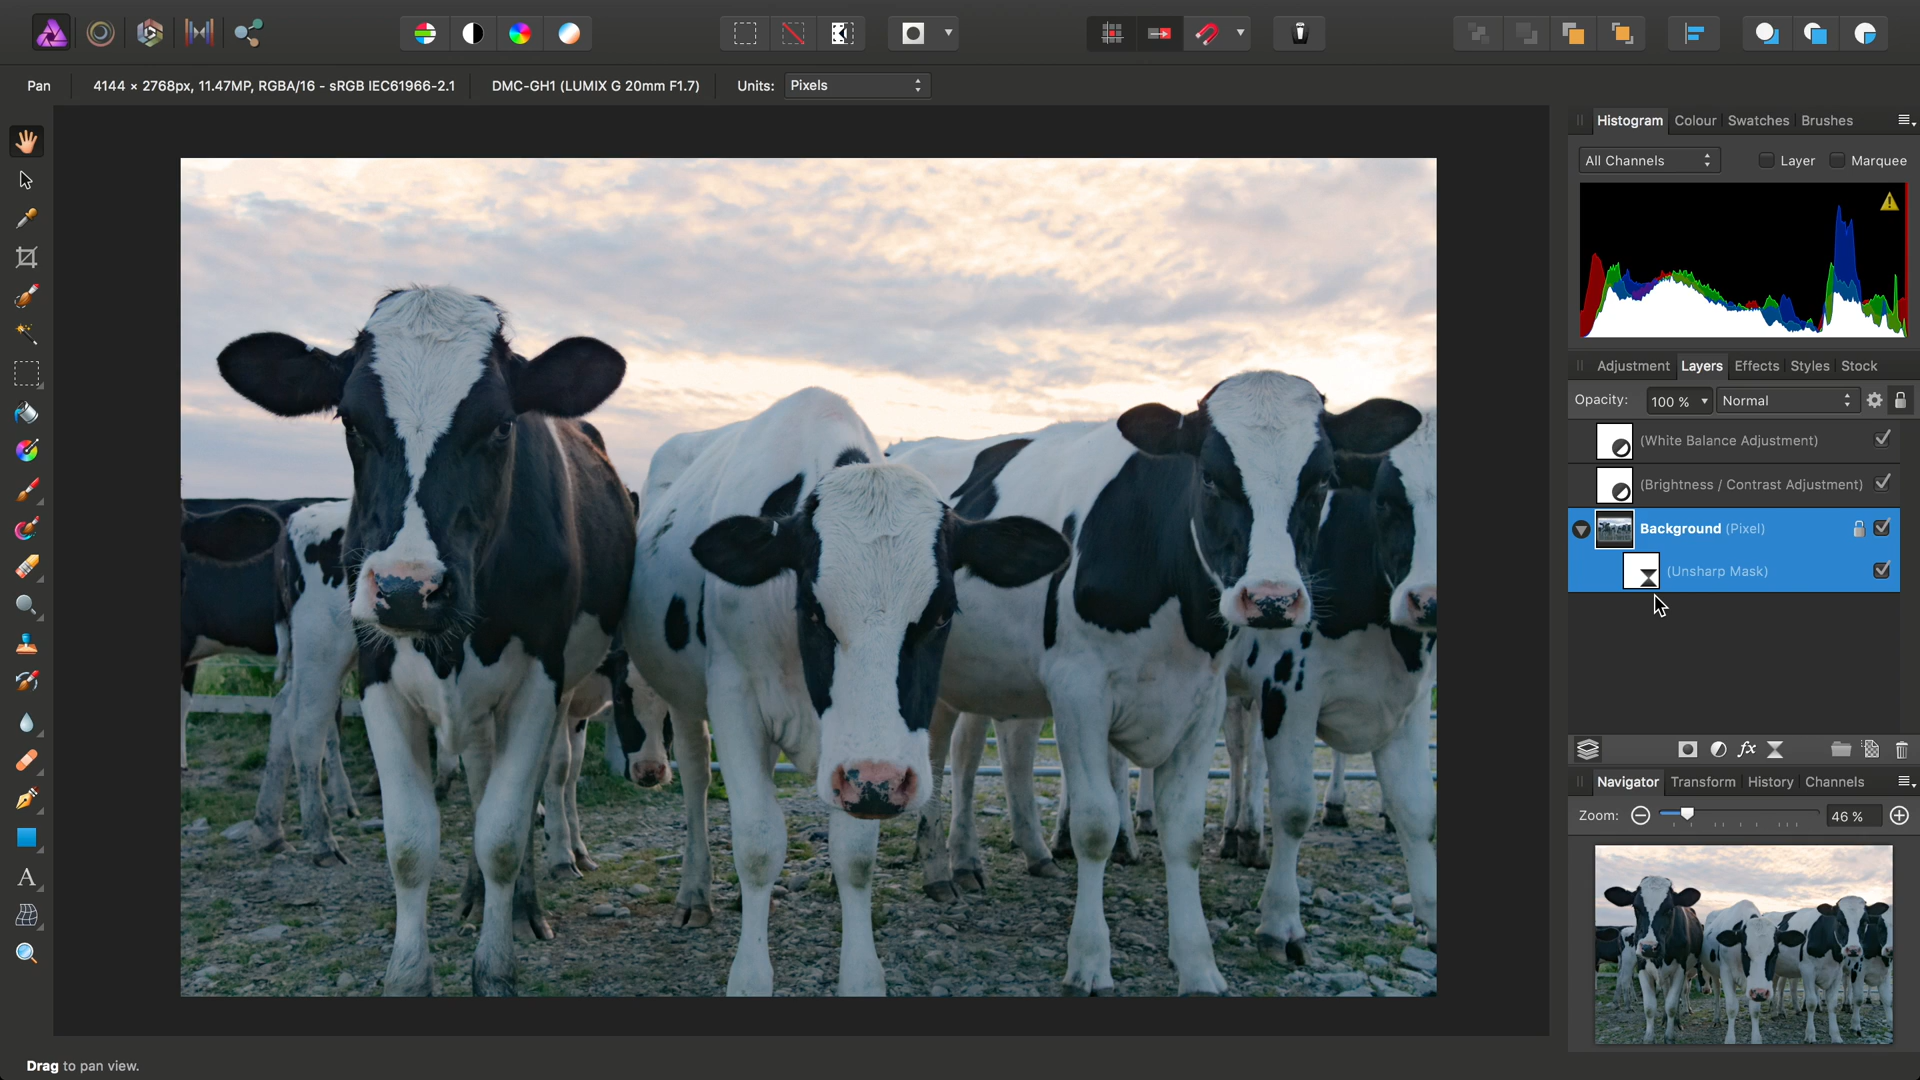 Pan
4144 × 2768px, 11.47MP, RGBA/16 - sRGB IEC61966-2.1
DMC-GH1 (LUMIX G 20mm F1.7)
Units: Pixels
Histogram Colour Swatches Brushes
All Channels
Layer Marquee
Adjustment Layers Effects Styles Stock
Opacity: 100 % Normal
(White Balance Adjustment)
(Brightness / Contrast Adjustment)
Background (Pixel)
(Unsharp Mask)
fx
Navigator Transform History Channels
Zoom: 46 %
A
Drag to pan view.